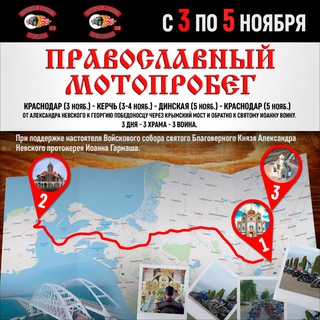 С 3 ПО 5 НОЯБРЯ
ПРАВОСЛАВНЫЙ
МОТОПРОБЕГ
КРАСНОДАР (3 нояб.) - КЕРЧЬ (3-4 нояб.) - ДИНСКАЯ (5 нояб.) - КРАСНОДАР (5 нояб.)
ОТ АЛЕКСАНДРА НЕВСКОГО К ГЕОРГИЮ ПОБЕДОНОСЦУ ЧЕРЕЗ КРЫМСКИЙ МОСТ И ОБРАТНО К СВЯТОМУ ИОАННУ ВОИНУ.
3 ДНЯ - 3 ХРАМА - 3 ВОИНА.
При поддержке настоятеля Войскового собора святого Благоверного Князя Александра
Невского протоиерея Иоанна Гармаша.
2
3
1